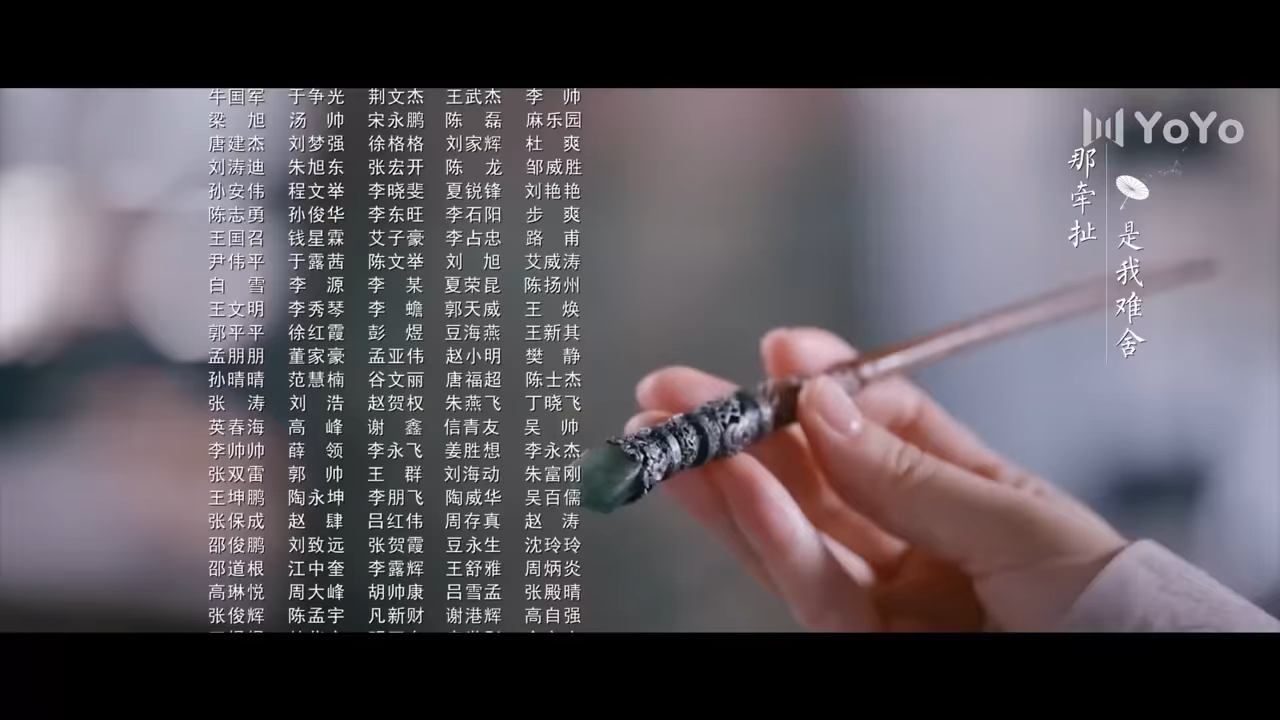 牛国军 于争光 荆文杰 王武杰 李 帅
梁 旭 汤 帅 宋永鹏 陈 磊 麻乐园
唐建杰 刘梦强 徐格格 刘家辉 杜 爽
刘涛迪 朱旭东 张宏开 陈 龙 邹威胜
孙安伟 程文举 李晓斐 夏锐锋 刘艳艳
陈志勇 孙俊华 李东旺 李石阳 步 爽
王国召 钱星霖 艾子豪 李占忠 路 甫
尹伟平 于露茜 陈文举 刘 旭 艾威涛
白 雪 李 源 李 某 夏荣昆 陈扬州
王文明 李秀琴 李 蟾 郭天威 王 焕
郭平平 徐红霞 彭 煜 豆海燕 王新其
孟朋朋 董家豪 孟亚伟 赵小明 樊 静
孙晴晴 范慧楠 谷文丽 唐福超 陈士杰
张 涛 刘 浩 赵贺权 朱燕飞 丁晓飞
英春海 高 峰 谢 鑫 信青友 吴 帅
李帅帅 薛 领 李永飞 姜胜想 李永杰
张双雷 郭 帅 王 群 刘海动 朱富刚
王坤鹏 陶永坤 李朋飞 陶威华 吴百儒
张保成 赵 肆 吕红伟 周存真 赵 涛
邵俊鹏 刘致远 张贺霞 豆永生 沈玲玲
邵道根 江中奎 李露辉 王舒雅 周炳炎
高琳悦 周大峰 胡帅康 吕雪孟 张殿晴
张俊辉 陈孟宇 凡新财 谢港辉 高自强
YoYo
那牵扯
是我难舍